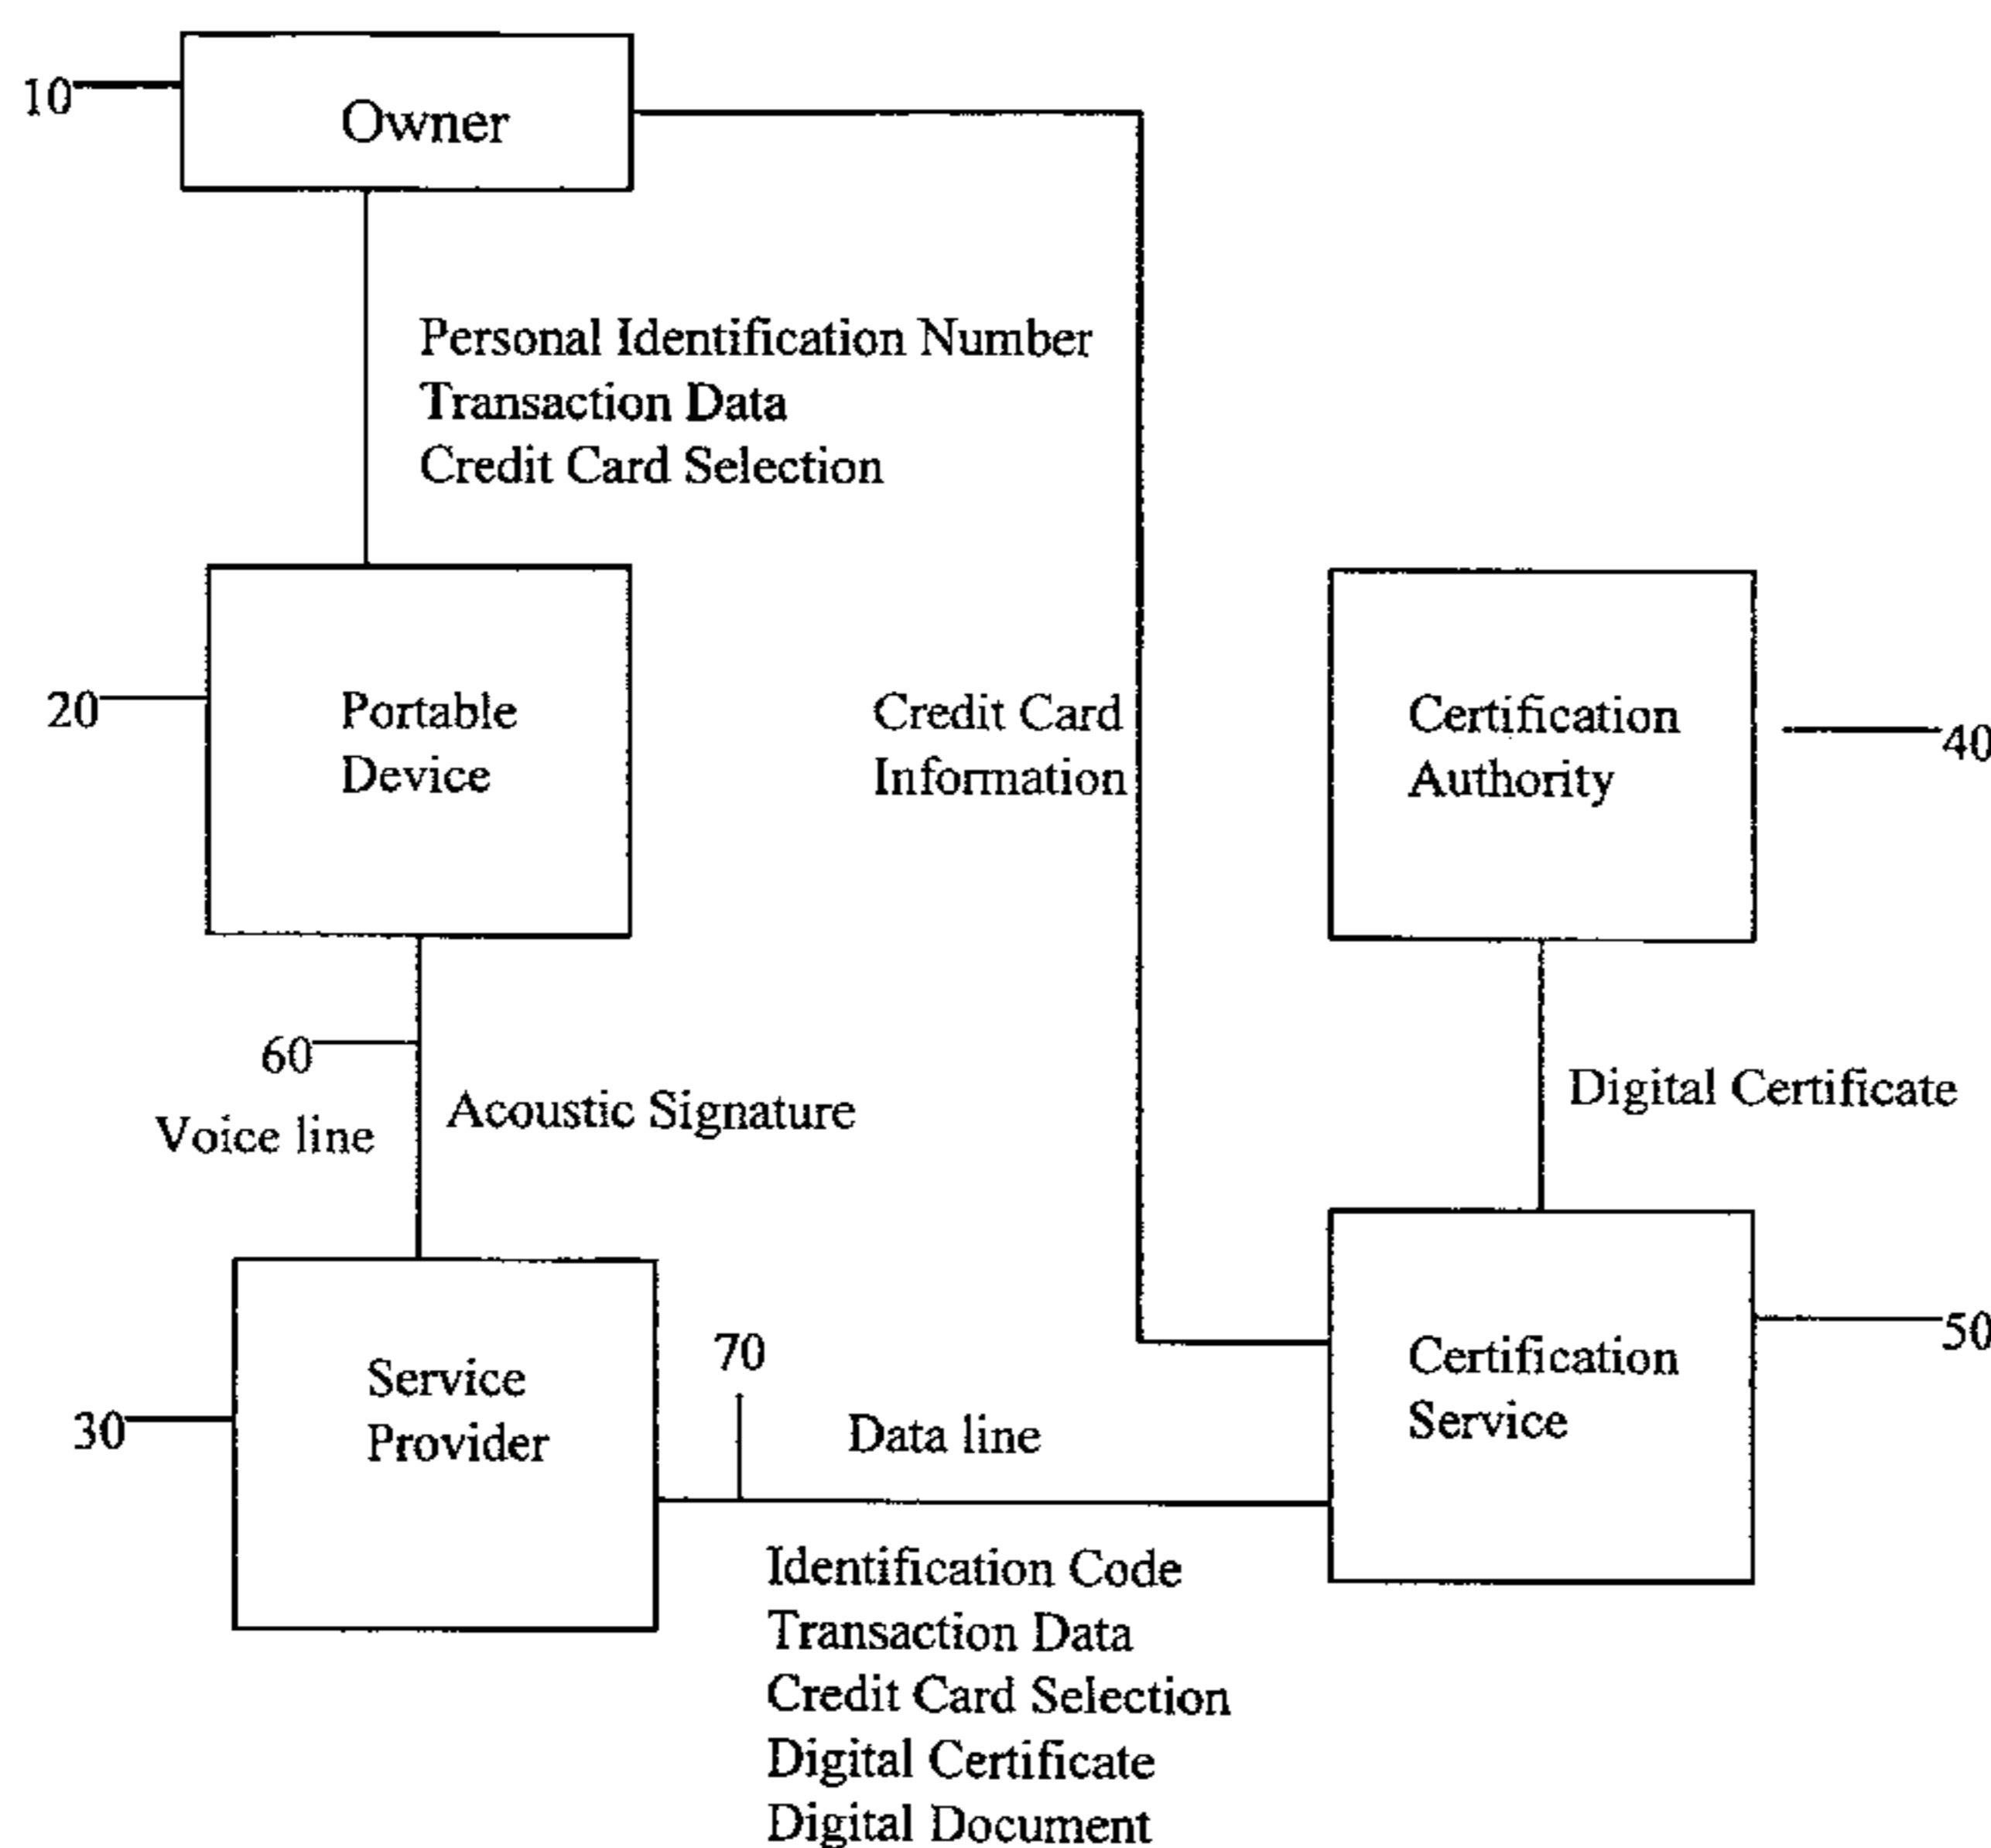 10
Owner
Personal Identification Number
Transaction Data
Credit Card Selection
20
Portable
Device
Credit Card
Information
Certification
Authority
40
60
Voice line
Acoustic Signature
Digital Certificate
30
Service
Provider
70
Data line
Certification
Service
50
Identification Code
Transaction Data
Credit Card Selection
Digital Certificate
Digital Document